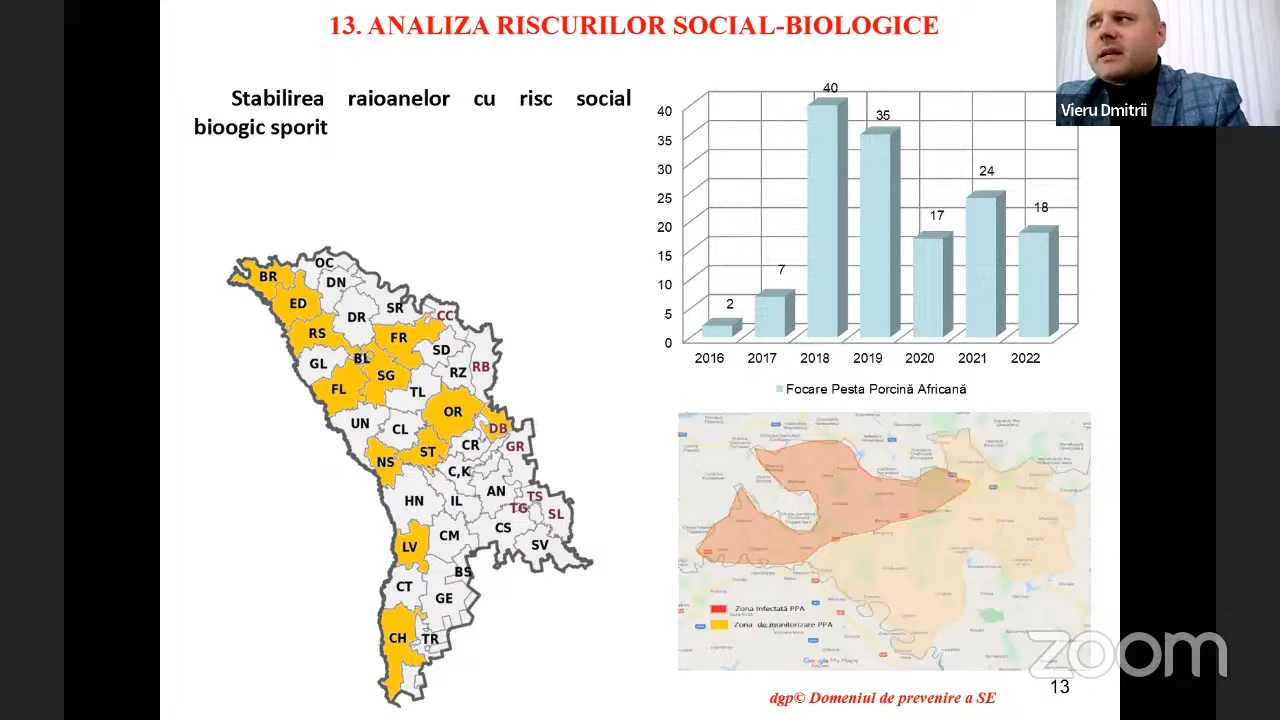 13. ANALIZA RISCURILOR SOCIAL-BIOLOGICE
Stabilirea raioanelor cu risc social
bioogic sporit
Vieru Dmitrii
40
35
30
25
20
15
10
5
0
2
7
40
35
17
24
18
2016 2017 2018 2019 2020 2021 2022
Focare Pesta Porcină Africană
OC
BR
DN
ED
SR
DR
CC
RS
FR
SD
GL
BL
RB
SG
RZ
FL
TL
OR
UN
CL
DB
CR
GR
ST
NS
C,K
AN
HN
IL
TS
TG
SL
CS
CM
SV
LV
BS
CT
GE
CH
TR
Zona Infectată PPA
Zona de monitorizare PPA
Google My Maps
zoom
13
dgp© Domeniul de prevenire a SE